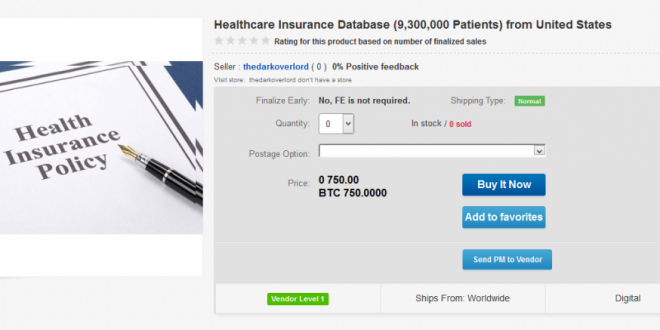 Healthcare Insurance Database (9,300,000 Patients) from United States
Rating for this product based on number of finalized sales
Seller : thedarkoverlord ( 0 ) 0% Positive feedback
Visit store: thedarkoverlord don't have a store
Finalize Early: No, FE is not required. Shipping Type: Normal
Quantity: 0 In stock / 0 sold
Postage Option:
Price: 0 750.00
BTC 750.0000
Buy It Now
Add to favorites
Send PM to Vendor
Vendor Level 1 Ships From: Worldwide Digital
Health
Insurance
Policy